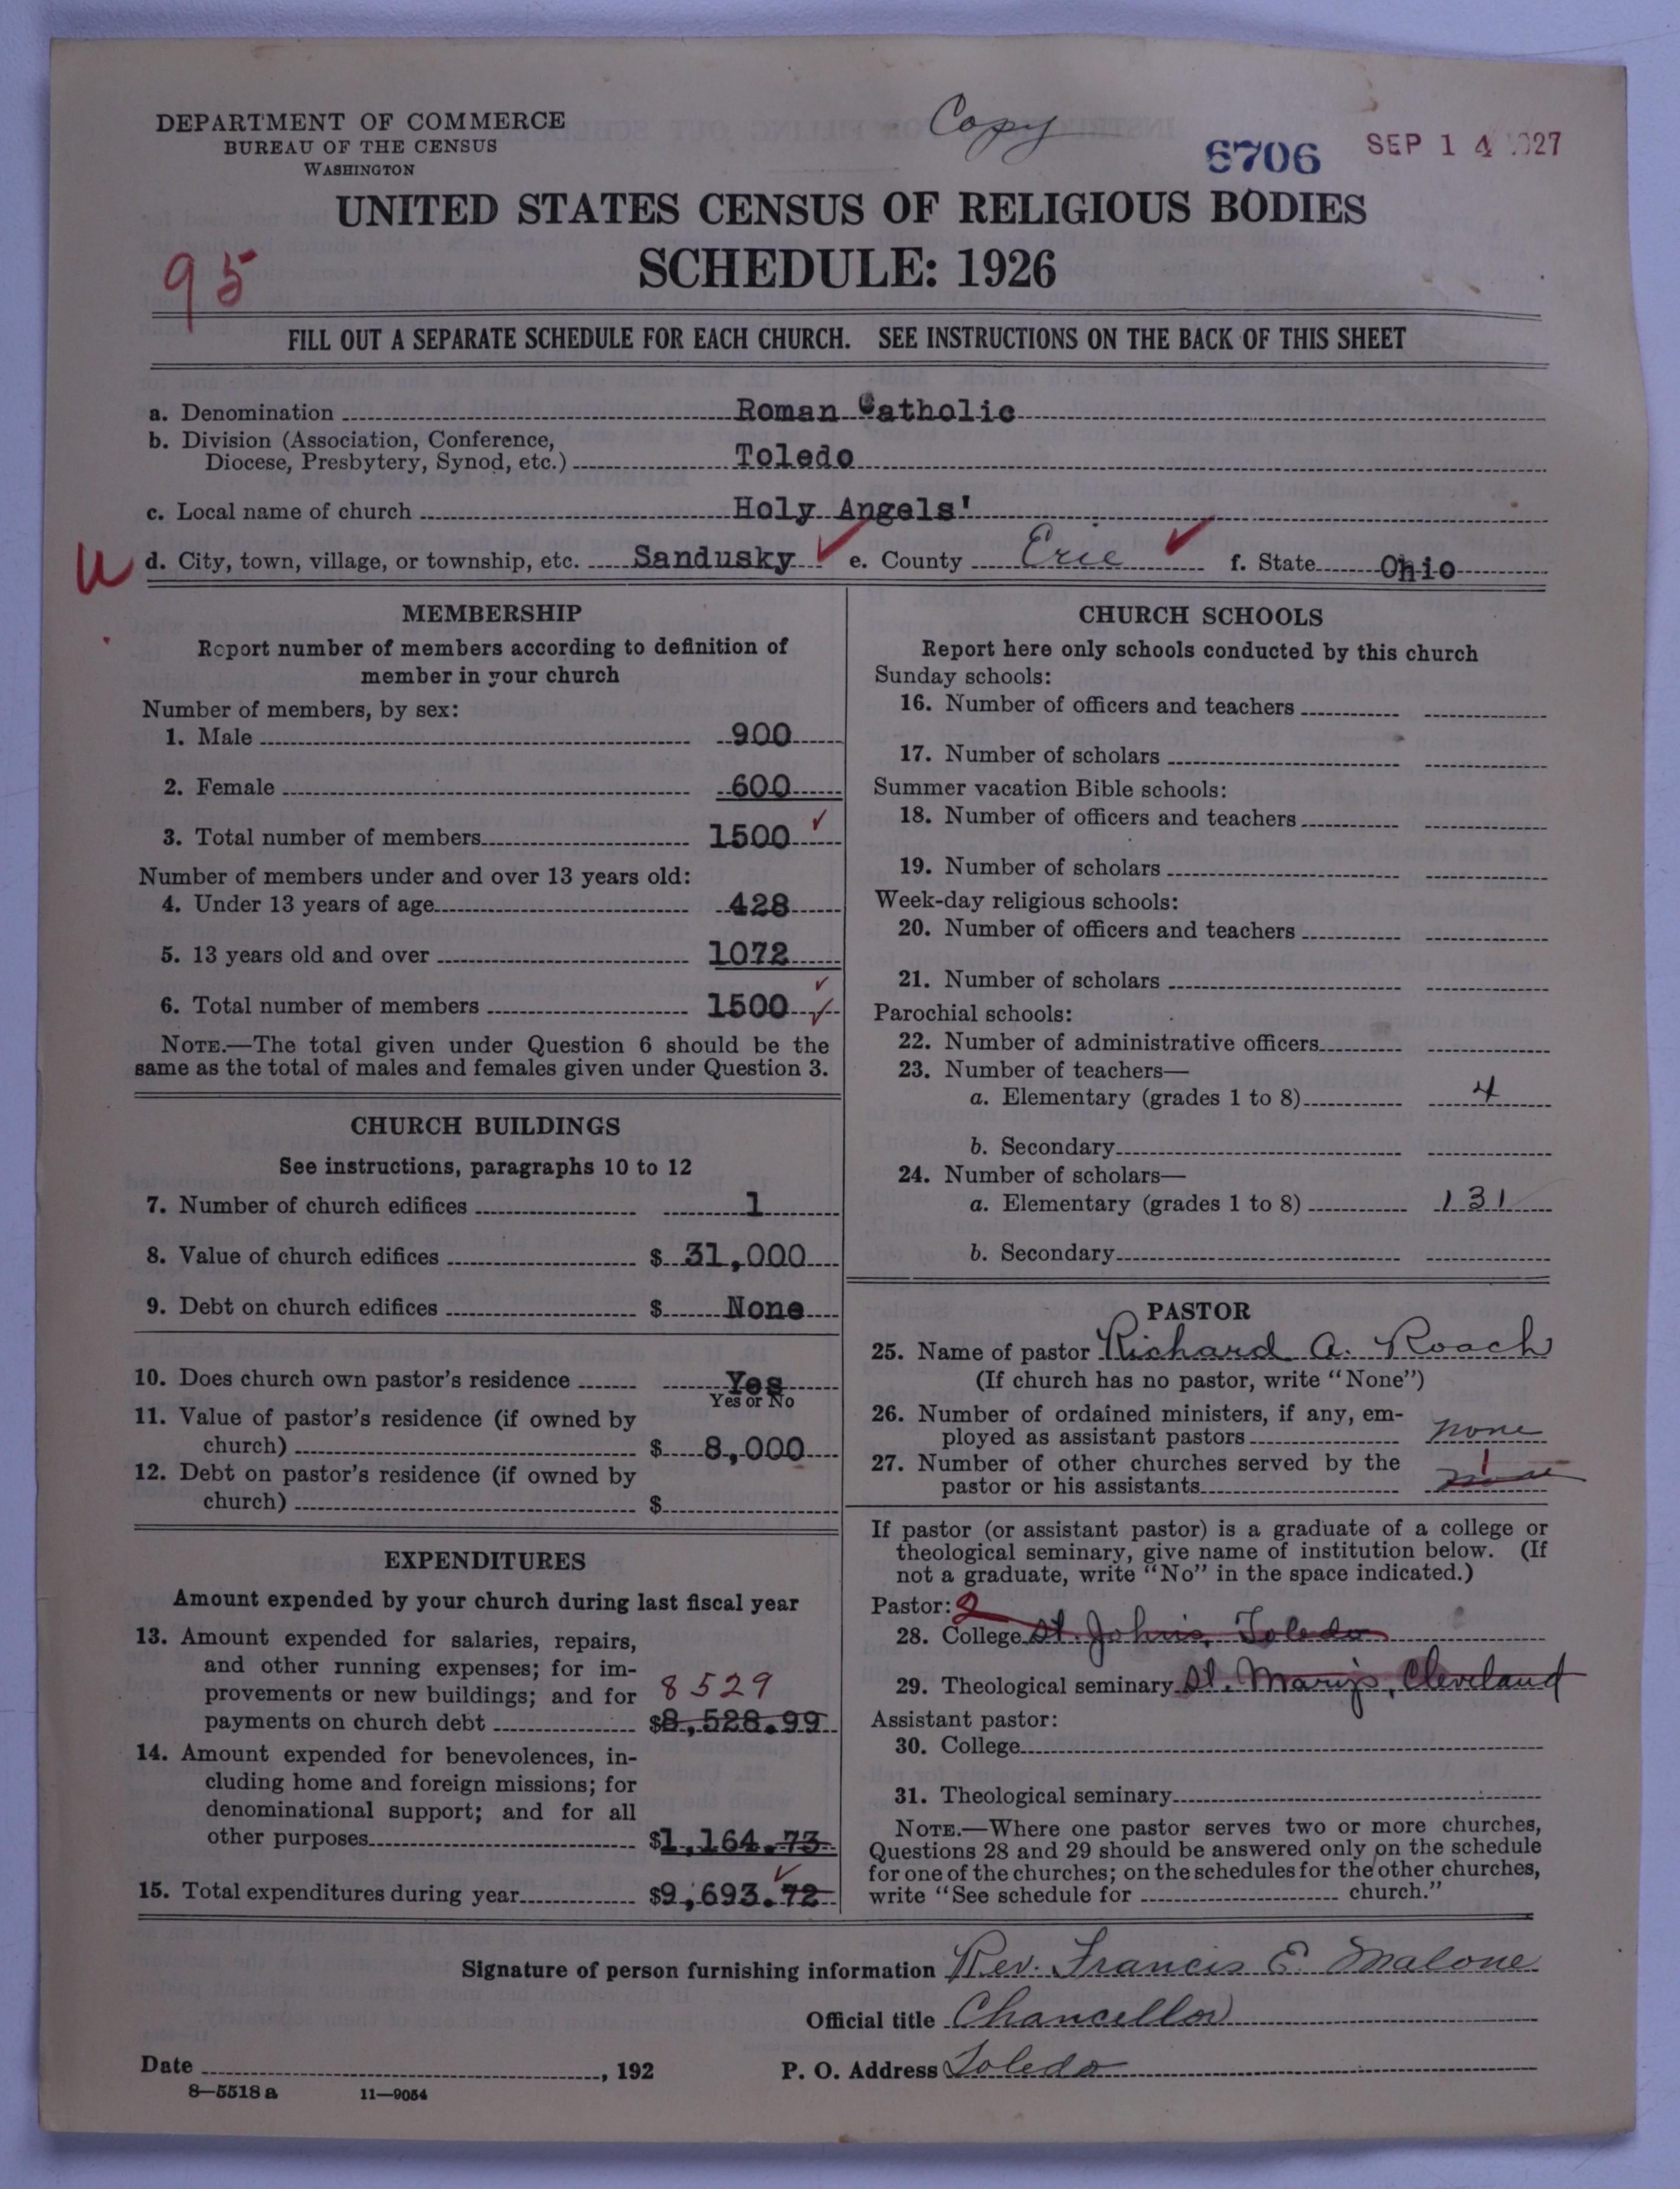 Copy
DEPARTMENT OF COMMERCE
BUREAU OF THE CENSUS
WASHINGTON
6706 SEP 14 1927
UNITED STATES CENSUS OF RELIGIOUS BODIES
SCHEDULE: 1926
95
FILL OUT A SEPARATE SCHEDULE FOR EACH CHURCH. SEE INSTRUCTIONS ON THE BACK OF THIS SHEET
a. Denomination Roman Catholic
b. Division (Association, Conference,
Diocese, Presbytery, Synod, etc.) Toledo
c. Local name of church Holy Angels'
d. City, town, village, or township, etc. Sandusky e. County Erie f. State Ohio
MEMBERSHIP
Report number of members according to definition of
member in your church
Number of members, by sex:
1. Male 900
2. Female 600
3. Total number of members 1500
Number of members under and over 13 years old:
4. Under 13 years of age 428
5. 13 years old and over 1072
6. Total number of members 1500
NOTE.—The total given under Question 6 should be the
same as the total of males and females given under Question 3.
CHURCH BUILDINGS
See instructions, paragraphs 10 to 12
7. Number of church edifices 1
8. Value of church edifices $ 31,000
9. Debt on church edifices $ None
10. Does church own pastor's residence Yes
Yes or No
11. Value of pastor's residence (if owned by
church) $ 8,000
12. Debt on pastor's residence (if owned by
church) $
EXPENDITURES
Amount expended by your church during last fiscal year
13. Amount expended for salaries, repairs,
and other running expenses; for im-
provements or new buildings; and for 8529
payments on church debt $8,528.99
14. Amount expended for benevolences, in-
cluding home and foreign missions; for
denominational support; and for all
other purposes $1,164.73
15. Total expenditures during year $9,693.72
CHURCH SCHOOLS
Report here only schools conducted by this church
Sunday schools:
16. Number of officers and teachers
17. Number of scholars
Summer vacation Bible schools:
18. Number of officers and teachers
19. Number of scholars
Week-day religious schools:
20. Number of officers and teachers
21. Number of scholars
Parochial schools:
22. Number of administrative officers
23. Number of teachers—
a. Elementary (grades 1 to 8) 4
b. Secondary
24. Number of scholars—
a. Elementary (grades 1 to 8) 131
b. Secondary
PASTOR
25. Name of pastor Richard A. Roach
(If church has no pastor, write "None")
26. Number of ordained ministers, if any, em-
ployed as assistant pastors none
27. Number of other churches served by the 1
pastor or his assistants none
If pastor (or assistant pastor) is a graduate of a college or
theological seminary, give name of institution below. (If
not a graduate, write "No" in the space indicated.)
Pastor: 2
28. College St. John's, Toledo
29. Theological seminary St. Mary's, Cleveland
Assistant pastor:
30. College
31. Theological seminary
NOTE.—Where one pastor serves two or more churches,
Questions 28 and 29 should be answered only on the schedule
for one of the churches; on the schedules for the other churches,
write "See schedule for church."
Signature of person furnishing information Rev. Francis E. Malone
Official title Chancellor
Date , 192 P. O. Address Toledo
8—5518 a 11—9054